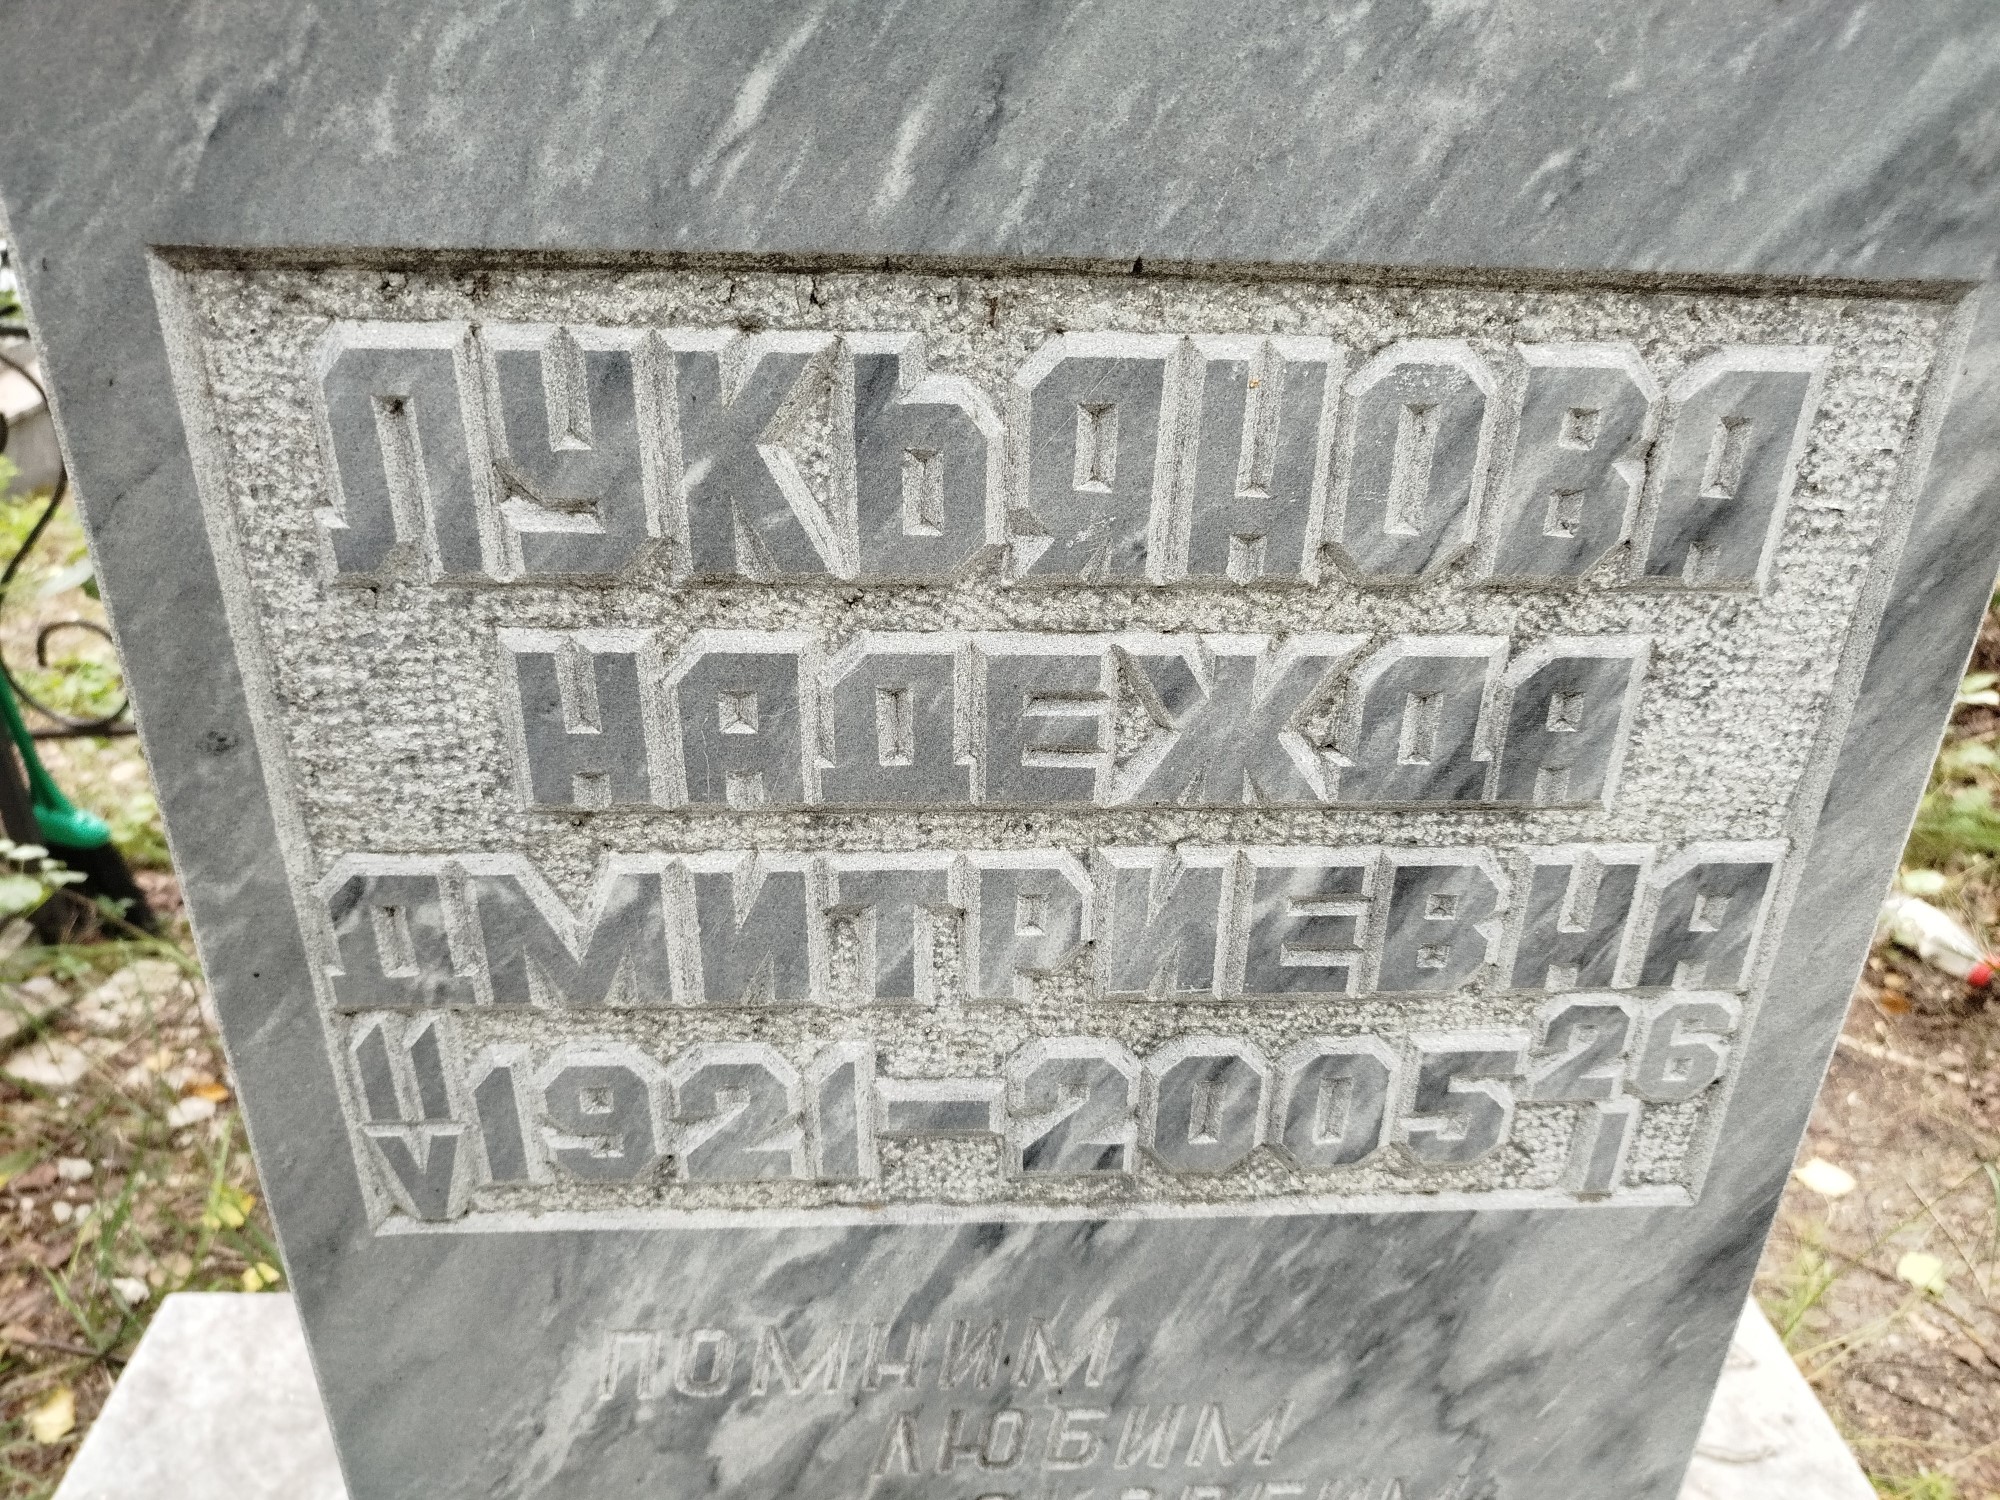 ЛУКЬЯНОВА
НАДЕЖДА
ДМИТРИЕВНА
11 V 1921–2005 26 I
ПОМНИМ
ЛЮБИМ